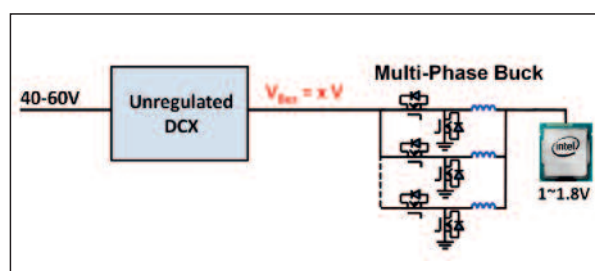 40-60V
Unregulated
DCX
V_Bus = x V
Multi-Phase Buck
intel
1~1.8V